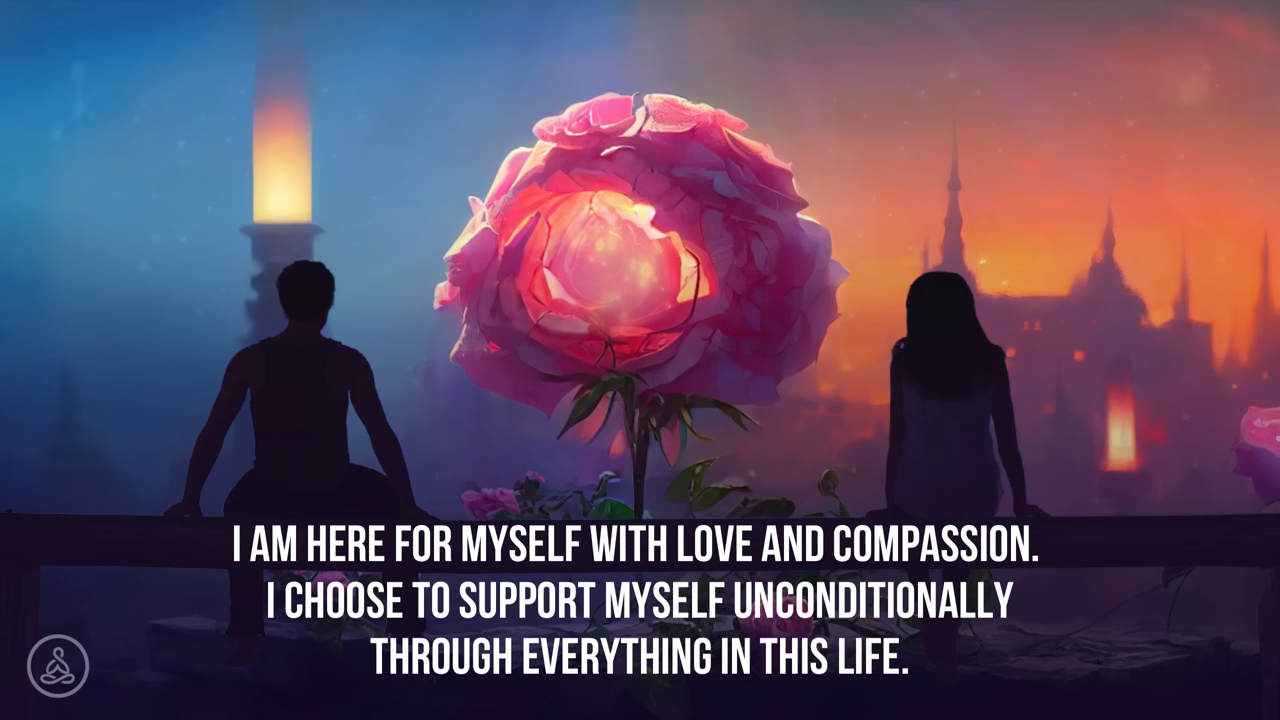 I AM HERE FOR MYSELF WITH LOVE AND COMPASSION.
I CHOOSE TO SUPPORT MYSELF UNCONDITIONALLY
THROUGH EVERYTHING IN THIS LIFE.